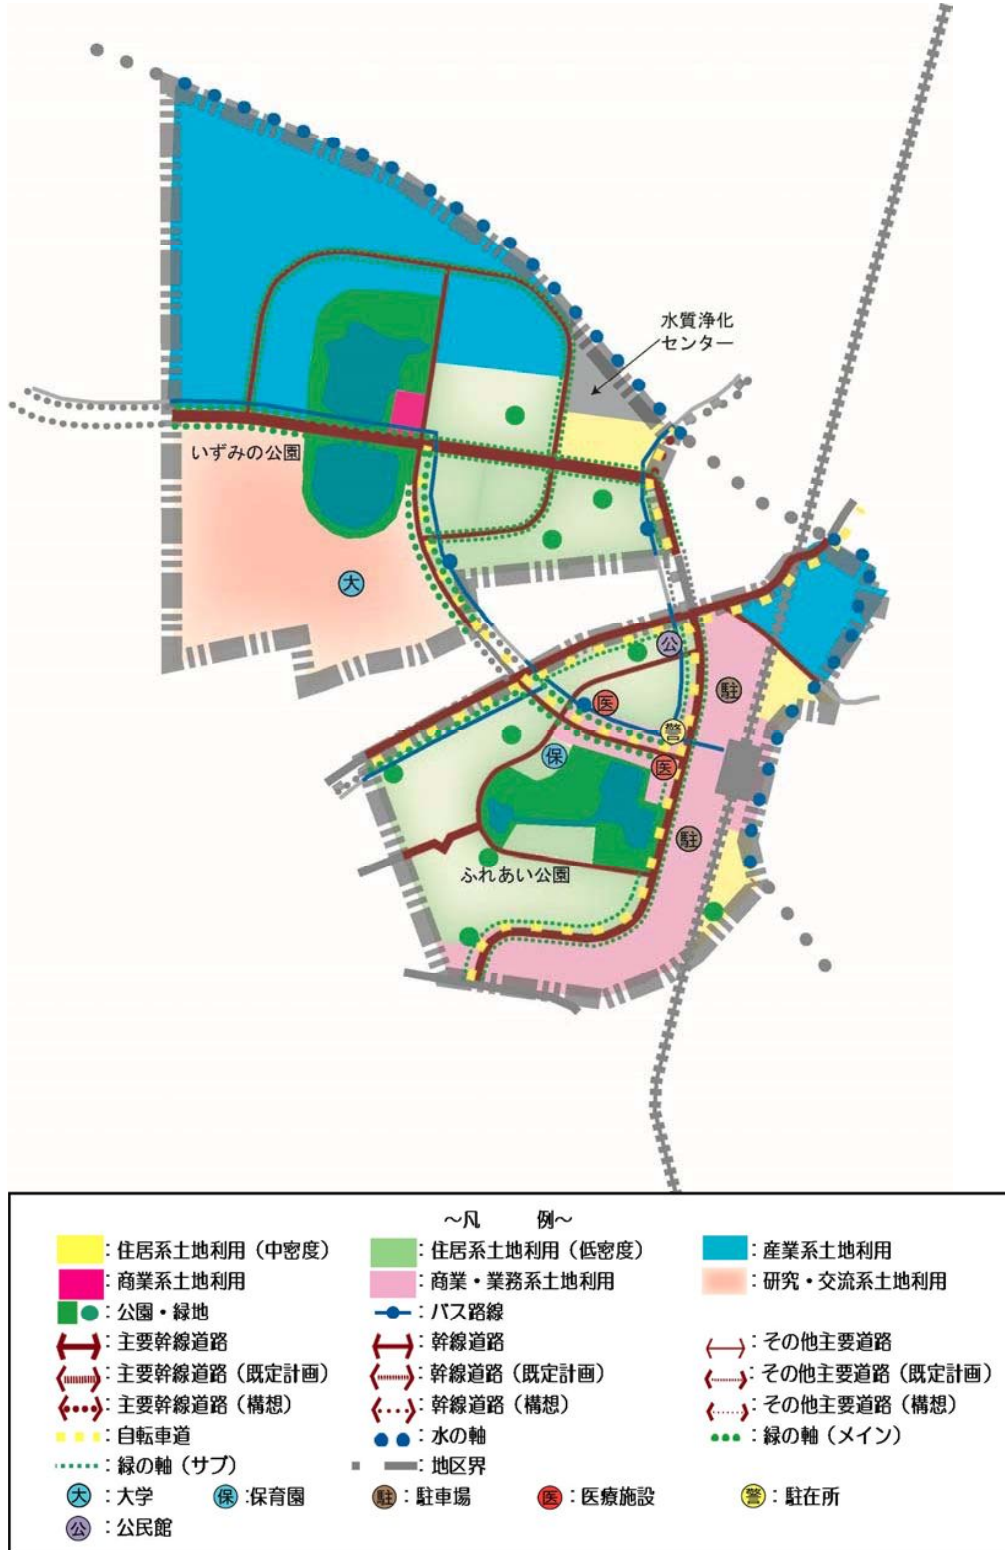 水質浄化
センター
いずみの公園
大
公
駐
医
警
保
医
駐
ふれあい公園
～凡 例～
：住居系土地利用（中密度） ：住居系土地利用（低密度） ：産業系土地利用
：商業系土地利用 ：商業・業務系土地利用 ：研究・交流系土地利用
：公園・緑地 ：バス路線
：主要幹線道路 ：幹線道路 ：その他主要道路
：主要幹線道路（既定計画） ：幹線道路（既定計画） ：その他主要道路（既定計画）
：主要幹線道路（構想） ：幹線道路（構想） ：その他主要道路（構想）
：自転車道 ：水の軸 ：緑の軸（メイン）
：緑の軸（サブ） ：地区界
大：大学 保：保育園 駐：駐車場 医：医療施設 警：駐在所
公：公民館